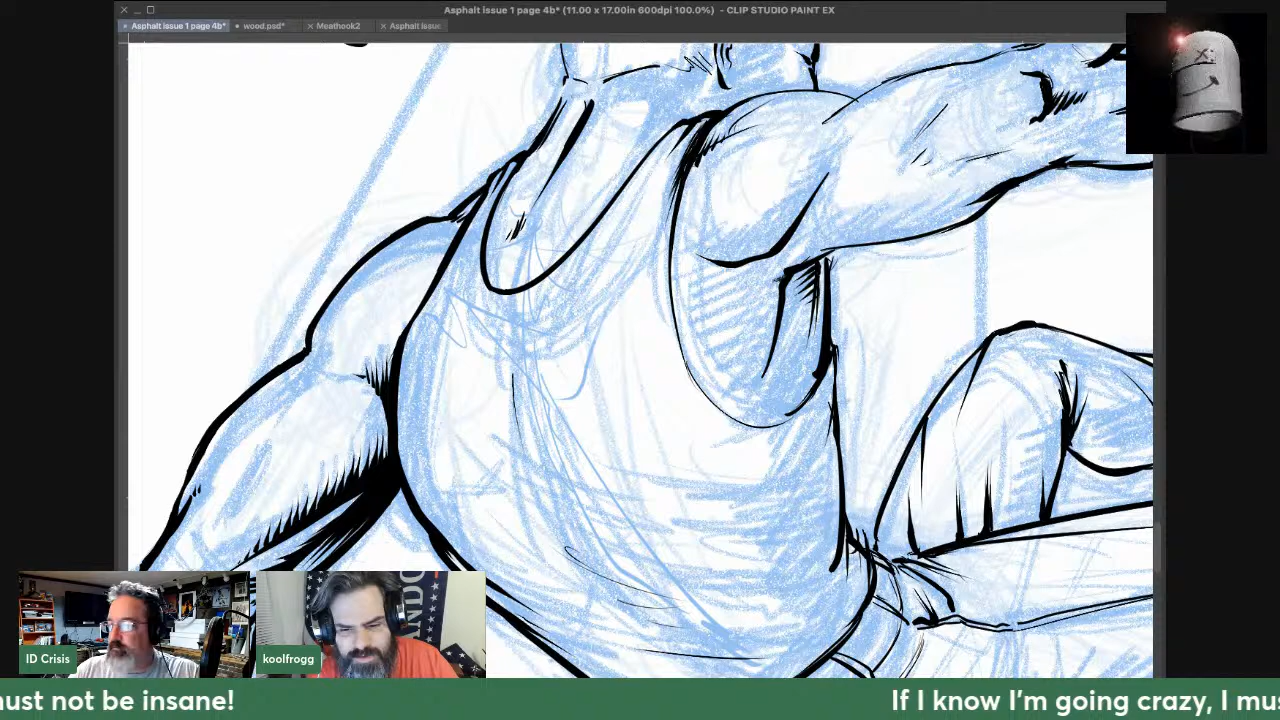 Asphalt issue 1 page 4b* (11.00 x 17.00in 600dpi 100.0%) - CLIP STUDIO PAINT EX
Asphalt issue 1 page 4b* wood.psd* Meathook2 Asphalt issue
ID Crisis
koolfrogg
must not be insane! If I know I'm going crazy, I mus